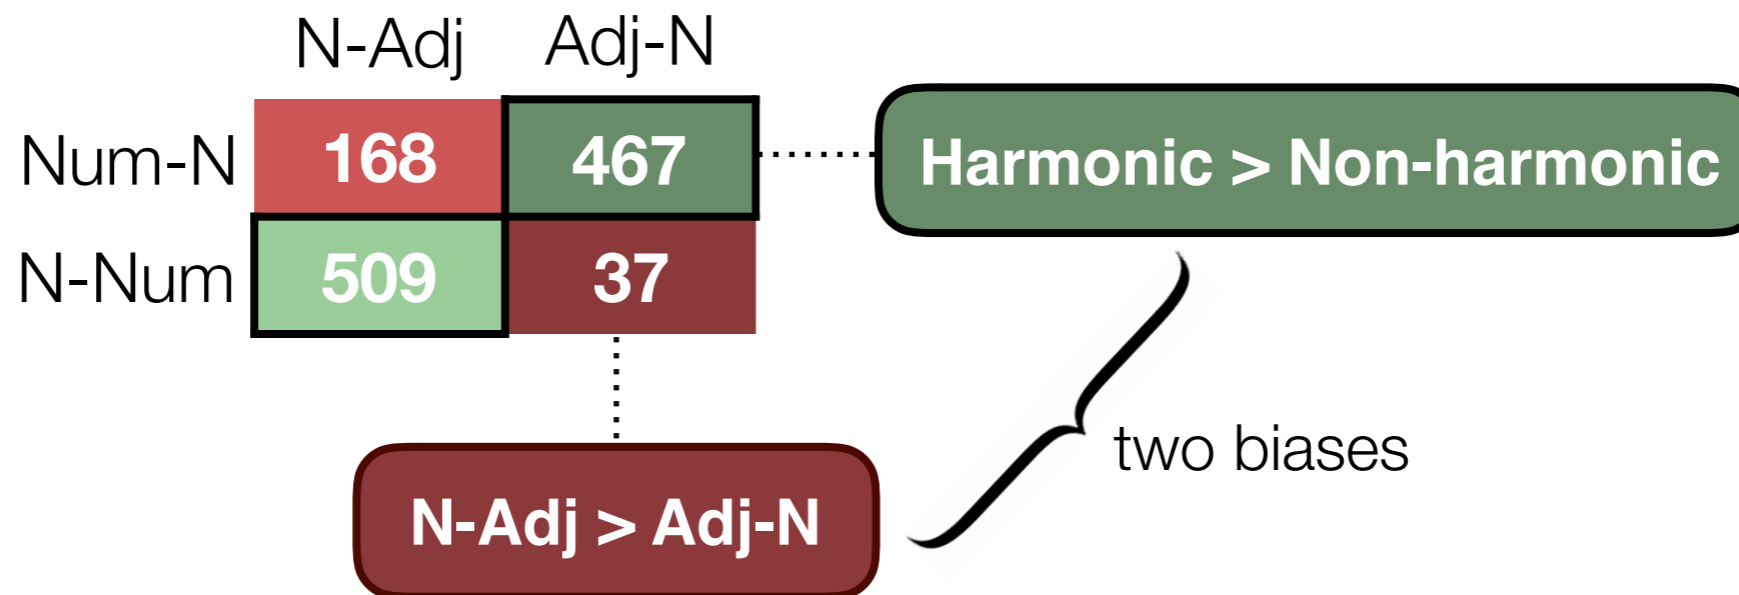 N-Adj Adj-N
Num-N 168 467 Harmonic > Non-harmonic
N-Num 509 37
two biases
N-Adj > Adj-N